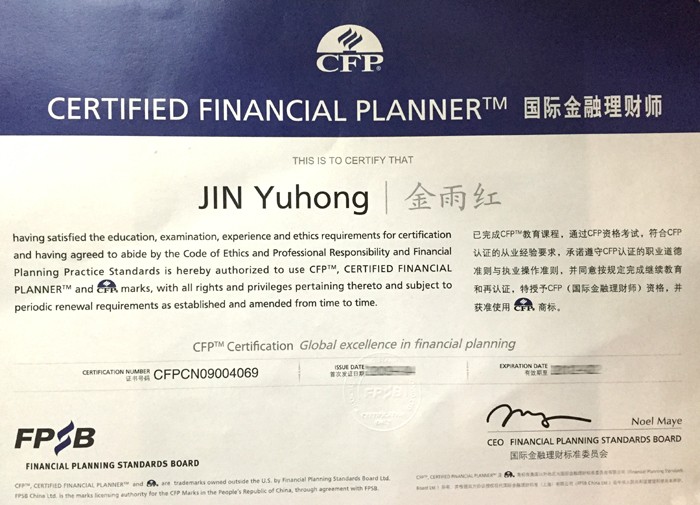 CFP®
CERTIFIED FINANCIAL PLANNER™ 国际金融理财师
THIS IS TO CERTIFY THAT
JIN Yuhong | 金雨红
having satisfied the education, examination, experience and ethics requirements for certification
and having agreed to abide by the Code of Ethics and Professional Responsibility and Financial
Planning Practice Standards is hereby authorized to use CFP™, CERTIFIED FINANCIAL
PLANNER™ and CFP marks, with all rights and privileges pertaining thereto and subject to
periodic renewal requirements as established and amended from time to time.
已完成CFP™教育课程，通过CFP资格考试，符合CFP
认证的从业经验要求，承诺遵守CFP认证的职业道德
准则与执业操作准则，并同意按规定完成继续教育
和再认证，特授予CFP（国际金融理财师）资格，并
获准使用 CFP 商标。
CFP™ Certification Global excellence in financial planning
CERTIFICATION NUMBER CFPCN09004069
证书号码
ISSUE DATE
首次发证日期
EXPIRATION DATE
有效期至
Noel Maye
CEO FINANCIAL PLANNING STANDARDS BOARD
国际金融理财标准委员会
FPSB
FINANCIAL PLANNING STANDARDS BOARD
CFP™, CERTIFIED FINANCIAL PLANNER™ and CFP are trademarks owned outside the U.S. by Financial Planning Standards Board Ltd.
FPSB China Ltd. is the marks licensing authority for the CFP Marks in the People's Republic of China, through agreement with FPSB.